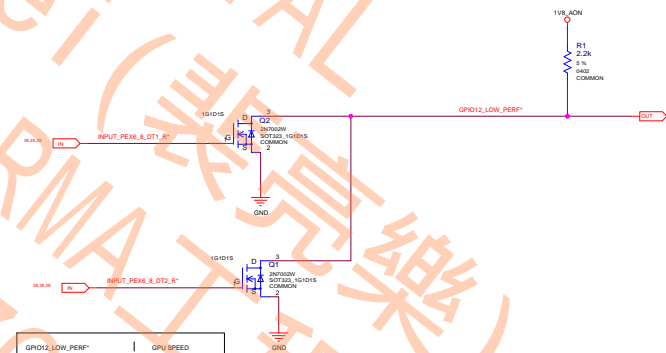 1V8_AON
R1
2.2k
5 %
0402
COMMON
GPIO12_LOW_PERF*
OUT
1G1D1S
D
3
Q2
2N7002W
SOT323_1G1D1S
COMMON
G
S
2
INPUT_PEX6_8_DT1_R*
IN
GND
1G1D1S
D
3
Q1
2N7002W
SOT323_1G1D1S
COMMON
G
S
2
INPUT_PEX6_8_DT2_R*
IN
GND
GPIO12_LOW_PERF*
GPU SPEED